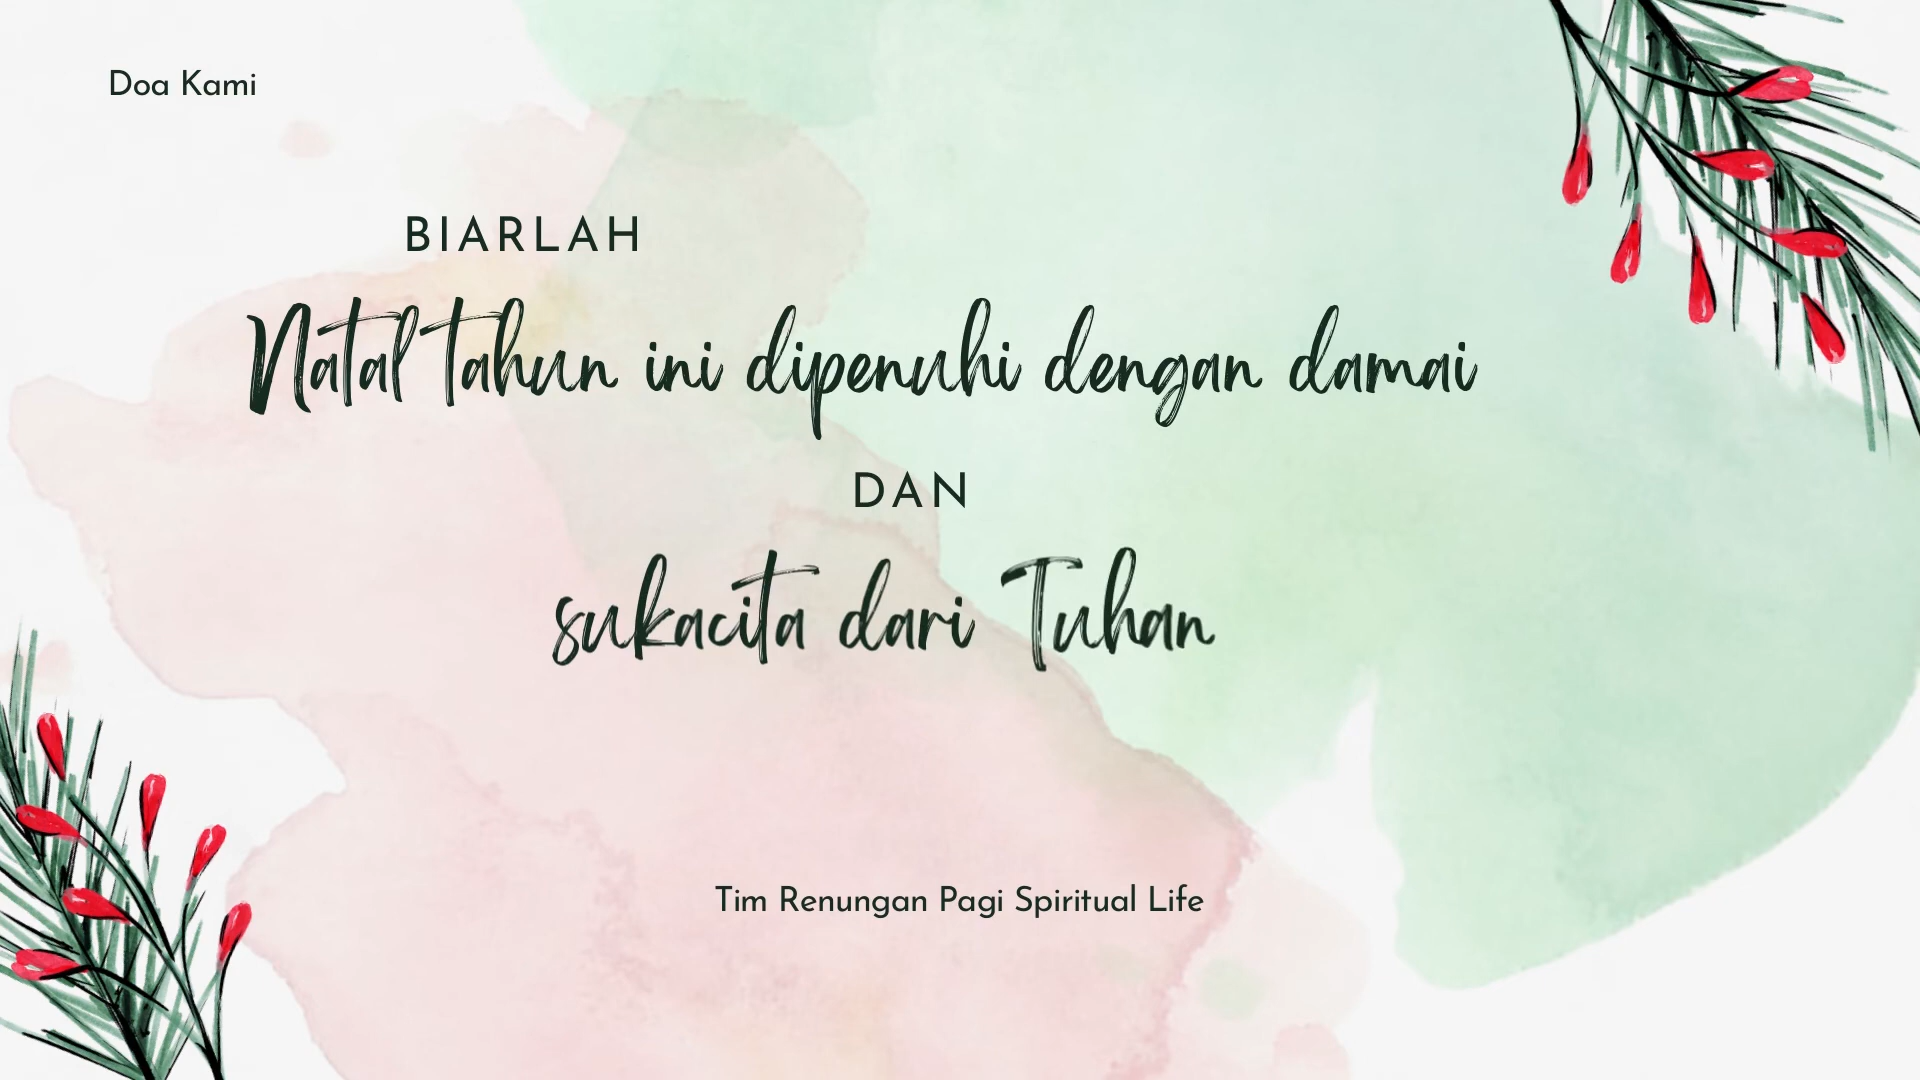 Doa Kami
BIARLAH
Natal tahun ini dipenuhi dengan damai
DAN
sukacita dari Tuhan
Tim Renungan Pagi Spiritual Life